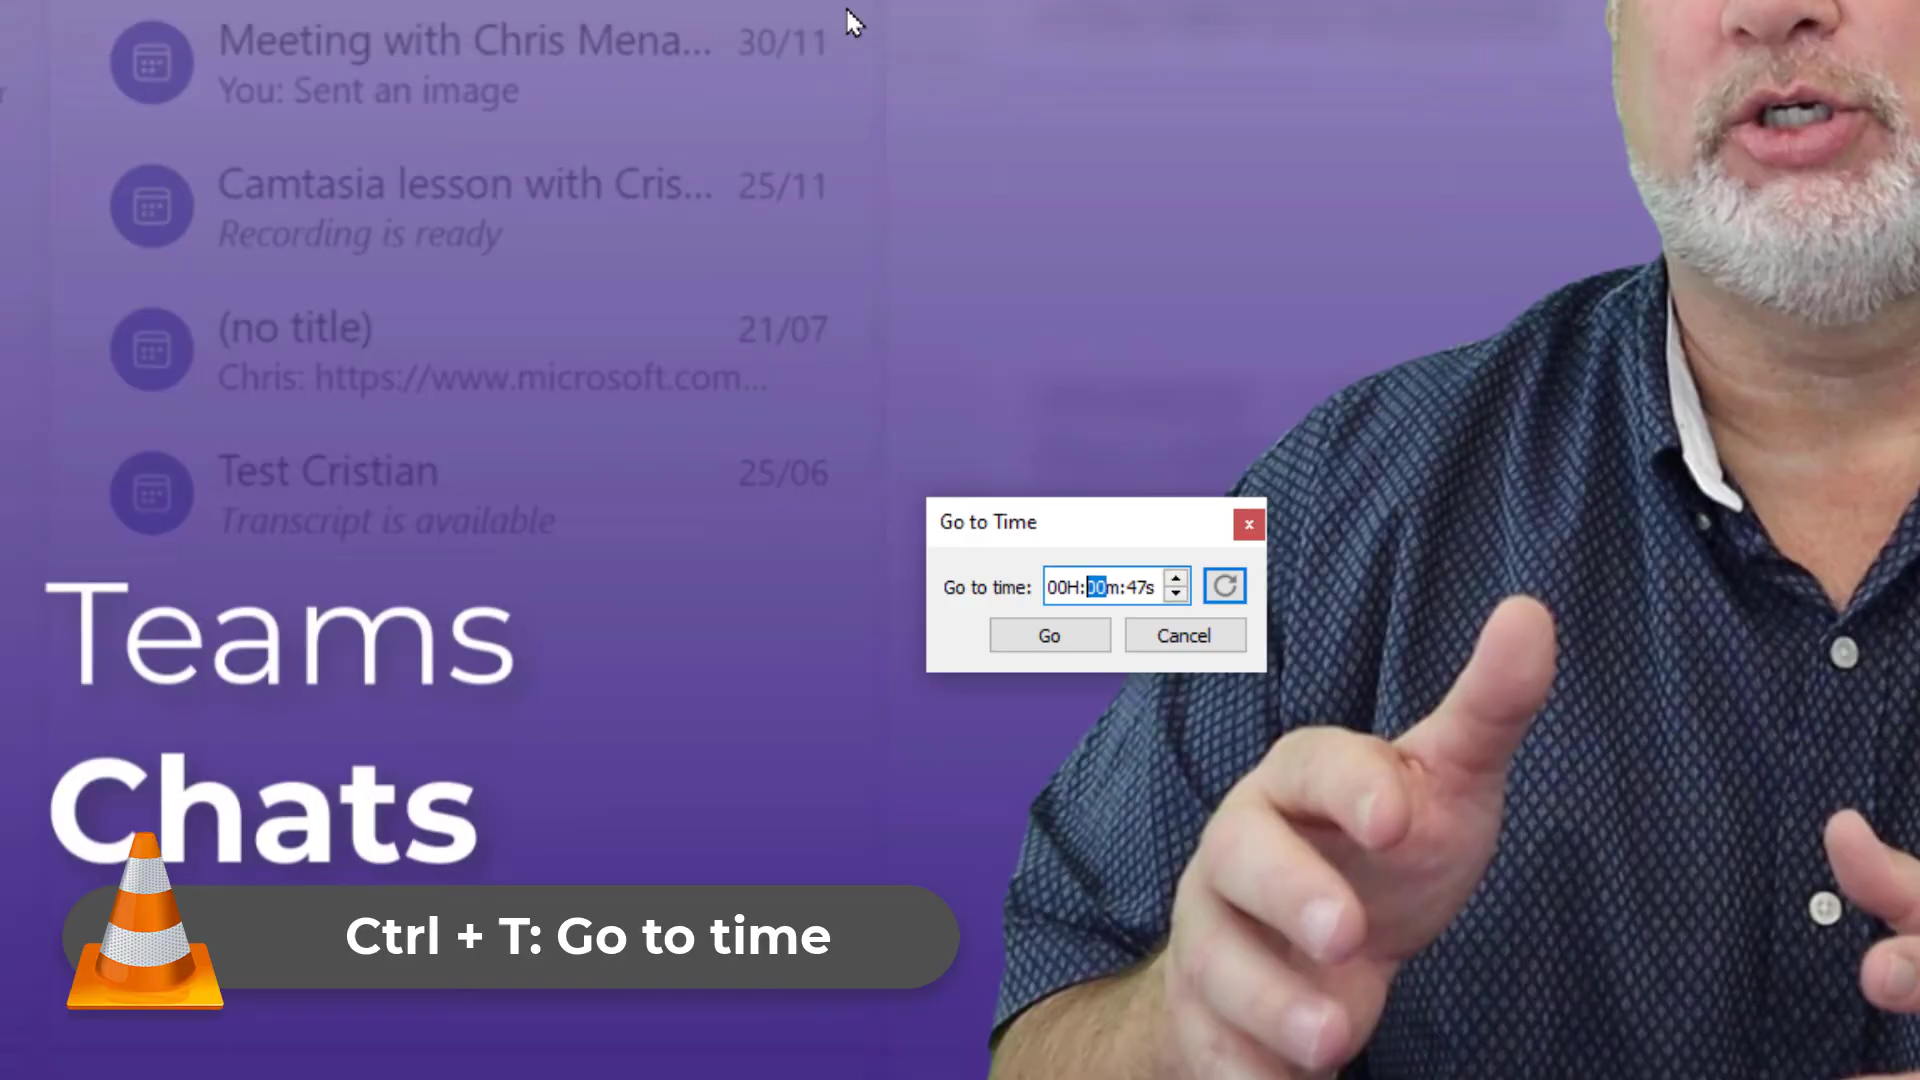 Meeting with Chris Mena... 30/11
You: Sent an image
Camtasia lesson with Cris... 25/11
Recording is ready
(no title) 21/07
Chris: https://www.microsoft.com...
Test Cristian 25/06
Transcript is available
Go to Time
x
Go to time: 00H:00m:47s
Go Cancel
Teams
Chats
Ctrl + T: Go to time